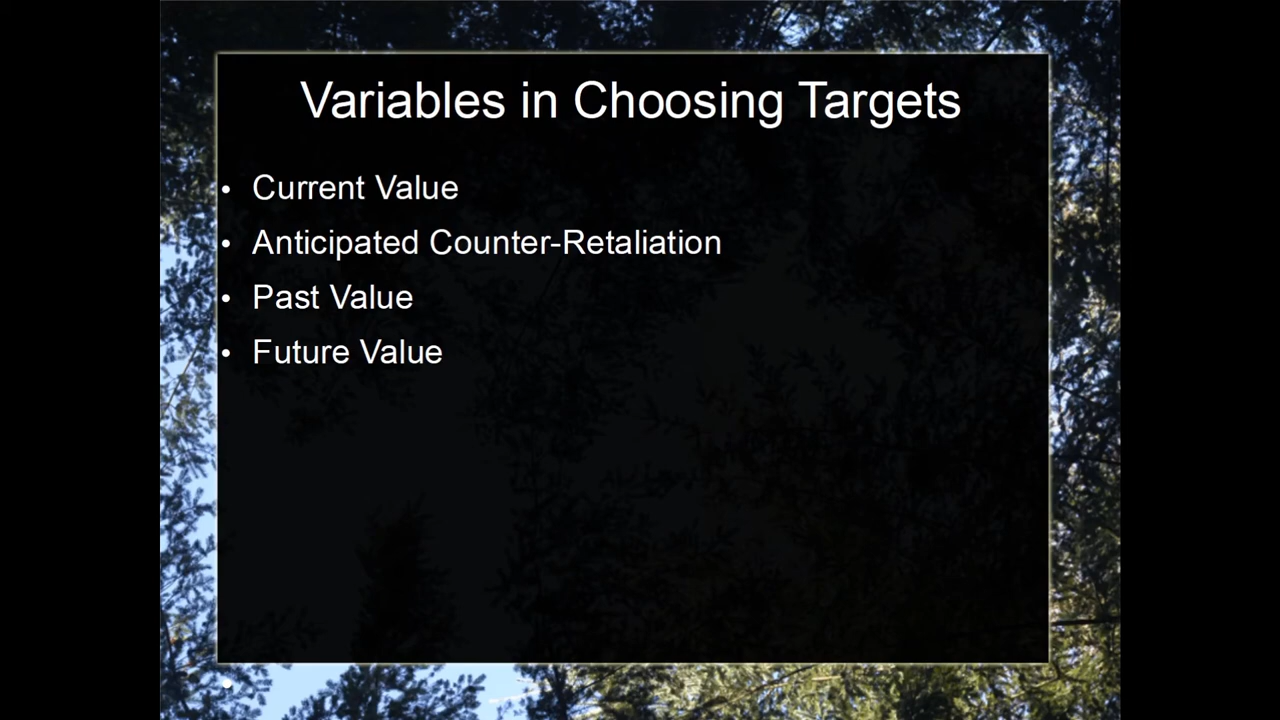 Variables in Choosing Targets
• Current Value
• Anticipated Counter-Retaliation
• Past Value
• Future Value
•